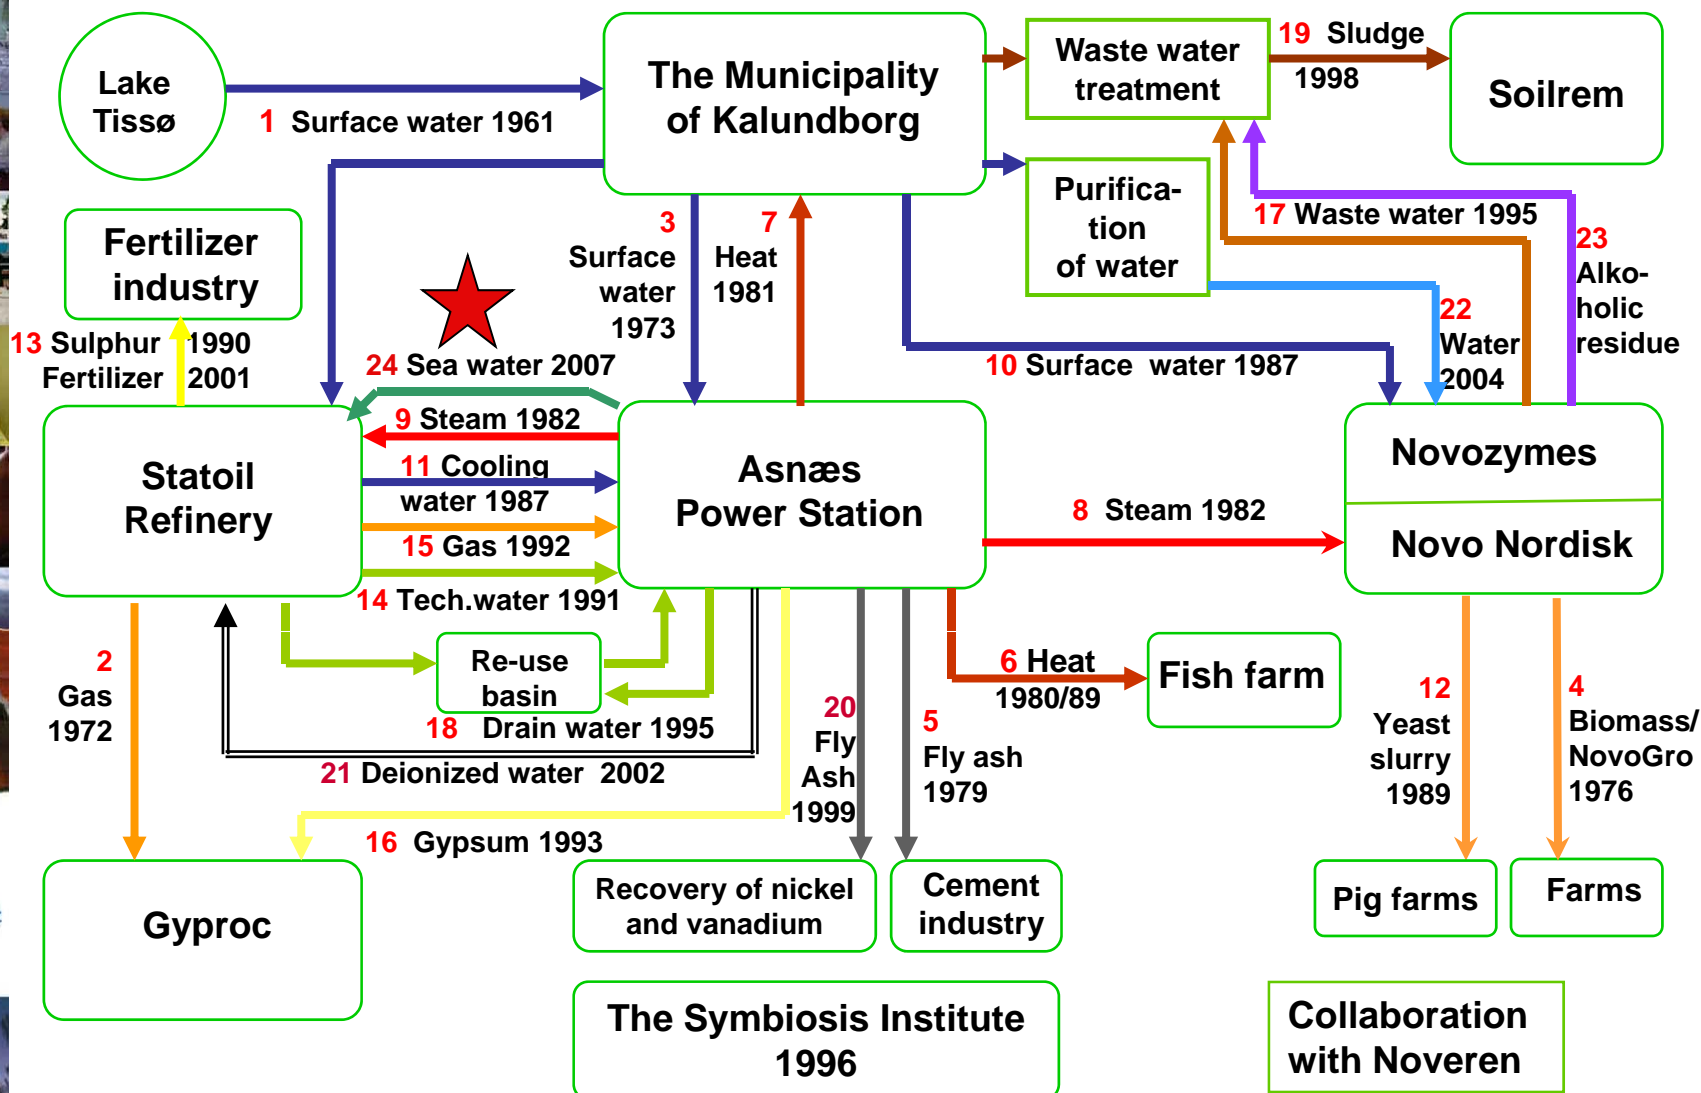 Lake
Tissø
1 Surface water 1961
The Municipality
of Kalundborg
Waste water
treatment
19 Sludge
1998
Soilrem
Purifica-
tion
of water
17 Waste water 1995
23
Alko-
holic
residue
22
Water
2004
Fertilizer
industry
13 Sulphur 1990
Fertilizer 2001
3
Surface
water
1973
7
Heat
1981
10 Surface water 1987
24 Sea water 2007
9 Steam 1982
11 Cooling
water 1987
15 Gas 1992
14 Tech.water 1991
Statoil
Refinery
Asnæs
Power Station
8 Steam 1982
Novozymes
Novo Nordisk
2
Gas
1972
Re-use
basin
18 Drain water 1995
21 Deionized water 2002
16 Gypsum 1993
20
Fly
Ash
1999
5
Fly ash
1979
6 Heat
1980/89
Fish farm
12
Yeast
slurry
1989
4
Biomass/
NovoGro
1976
Gyproc
Recovery of nickel
and vanadium
Cement
industry
Pig farms
Farms
The Symbiosis Institute
1996
Collaboration
with Noveren